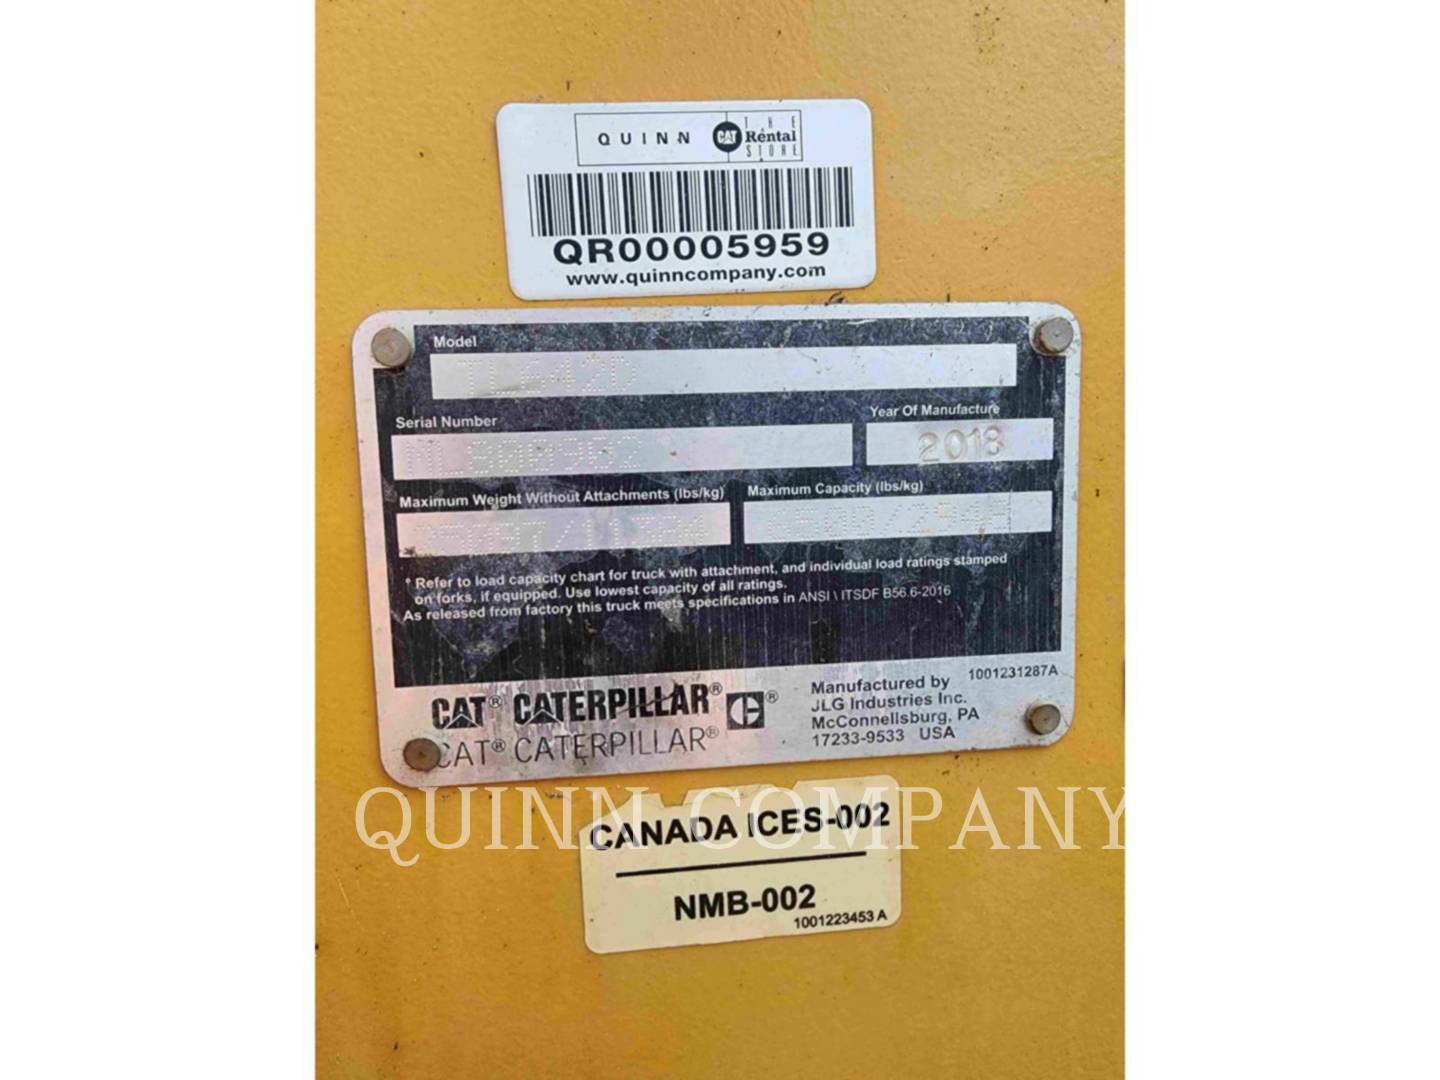 QUINN CAT THE Rental STORE
QR00005959
www.quinncompany.com
Model
TL642D
Serial Number
Year Of Manufacture
ML800902
2018
Maximum Weight Without Attachments (lbs/kg)
Maximum Capacity (lbs/kg)
6500/2948
* Refer to load capacity chart for truck with attachment, and individual load ratings stamped
on forks, if equipped. Use lowest capacity of all ratings.
As released from factory this truck meets specifications in ANSI \ ITSDF B56.6-2016
1001231287A
CAT® CATERPILLAR® C®
CAT® CATERPILLAR®
Manufactured by
JLG Industries Inc.
McConnellsburg, PA
17233-9533 USA
QUINN COMPANY
CANADA ICES-002
NMB-002
1001223453 A